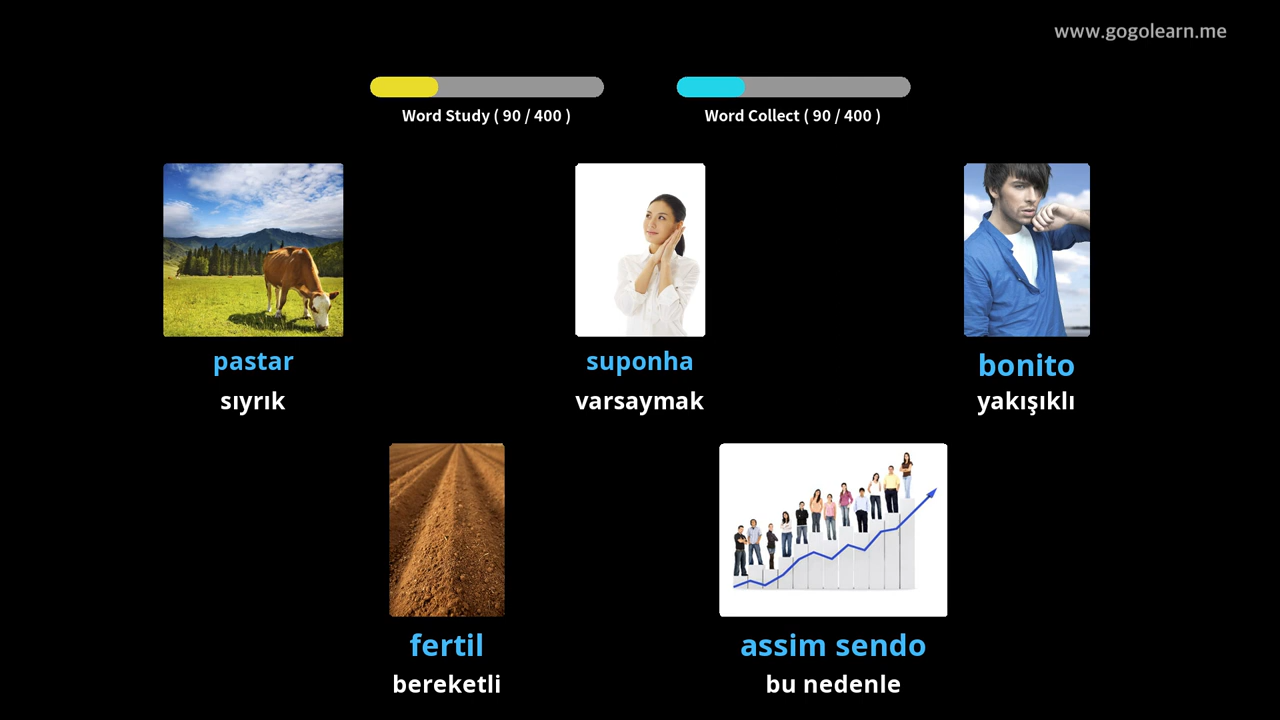 www.gogolearn.me
Word Study ( 90 / 400 )
Word Collect ( 90 / 400 )
pastar
sıyrık
suponha
varsaymak
bonito
yakışıklı
fertil
bereketli
assim sendo
bu nedenle